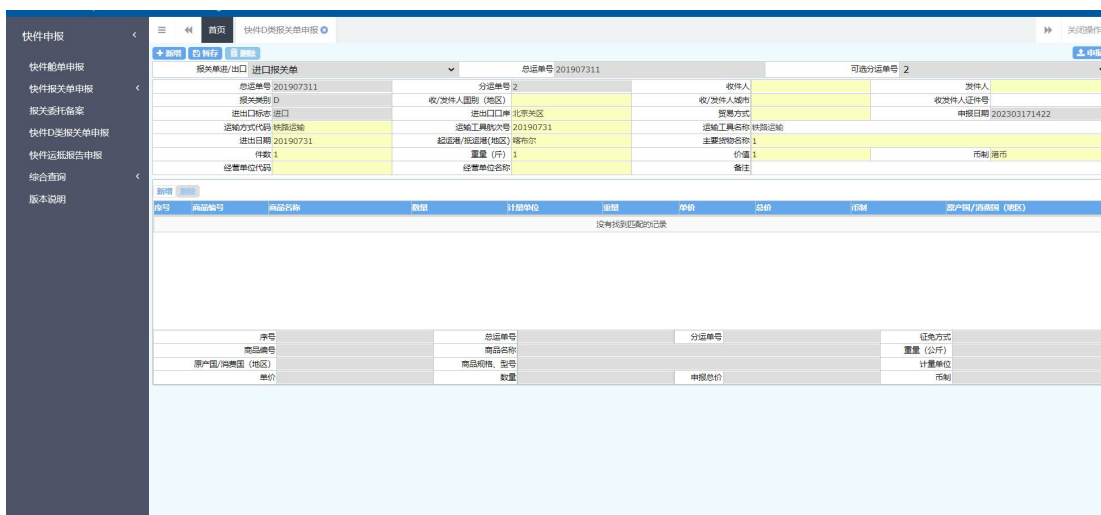 快件申报
快件舱单申报
快件报关单申报
报关委托备案
快件D类报关单申报
快件运抵报告申报
综合查询
版本说明
首页 快件D类报关单申报 关闭操作
新增 暂存 删除 申报
报关单进/出口 进口报关单 总运单号 201907311 可选分运单号 2
总运单号 201907311 分运单号 2 收件人 发件人
报关类别 D 收/发件人国别（地区） 收/发件人城市 收发件人证件号
进出口标志 进口 进出口口岸 北京关区 贸易方式 申报日期 202303171422
运输方式代码 铁路运输 运输工具航次号 20190731 运输工具名称 铁路运输
进出日期 20190731 起运港/抵运港(地区) 喀布尔 主要货物名称 1
件数 1 重量（斤） 1 价值 1 币制 港币
经营单位代码 经营单位名称 备注
新增 删除
序号 商品编号 商品名称 数量 计量单位 重量 单价 总价 币制 原产国/消费国（地区）
没有找到匹配的记录
序号 总运单号 分运单号 征免方式
商品编号 商品名称 重量（公斤）
原产国/消费国（地区） 商品规格、型号 计量单位
单价 数量 申报总价 币制